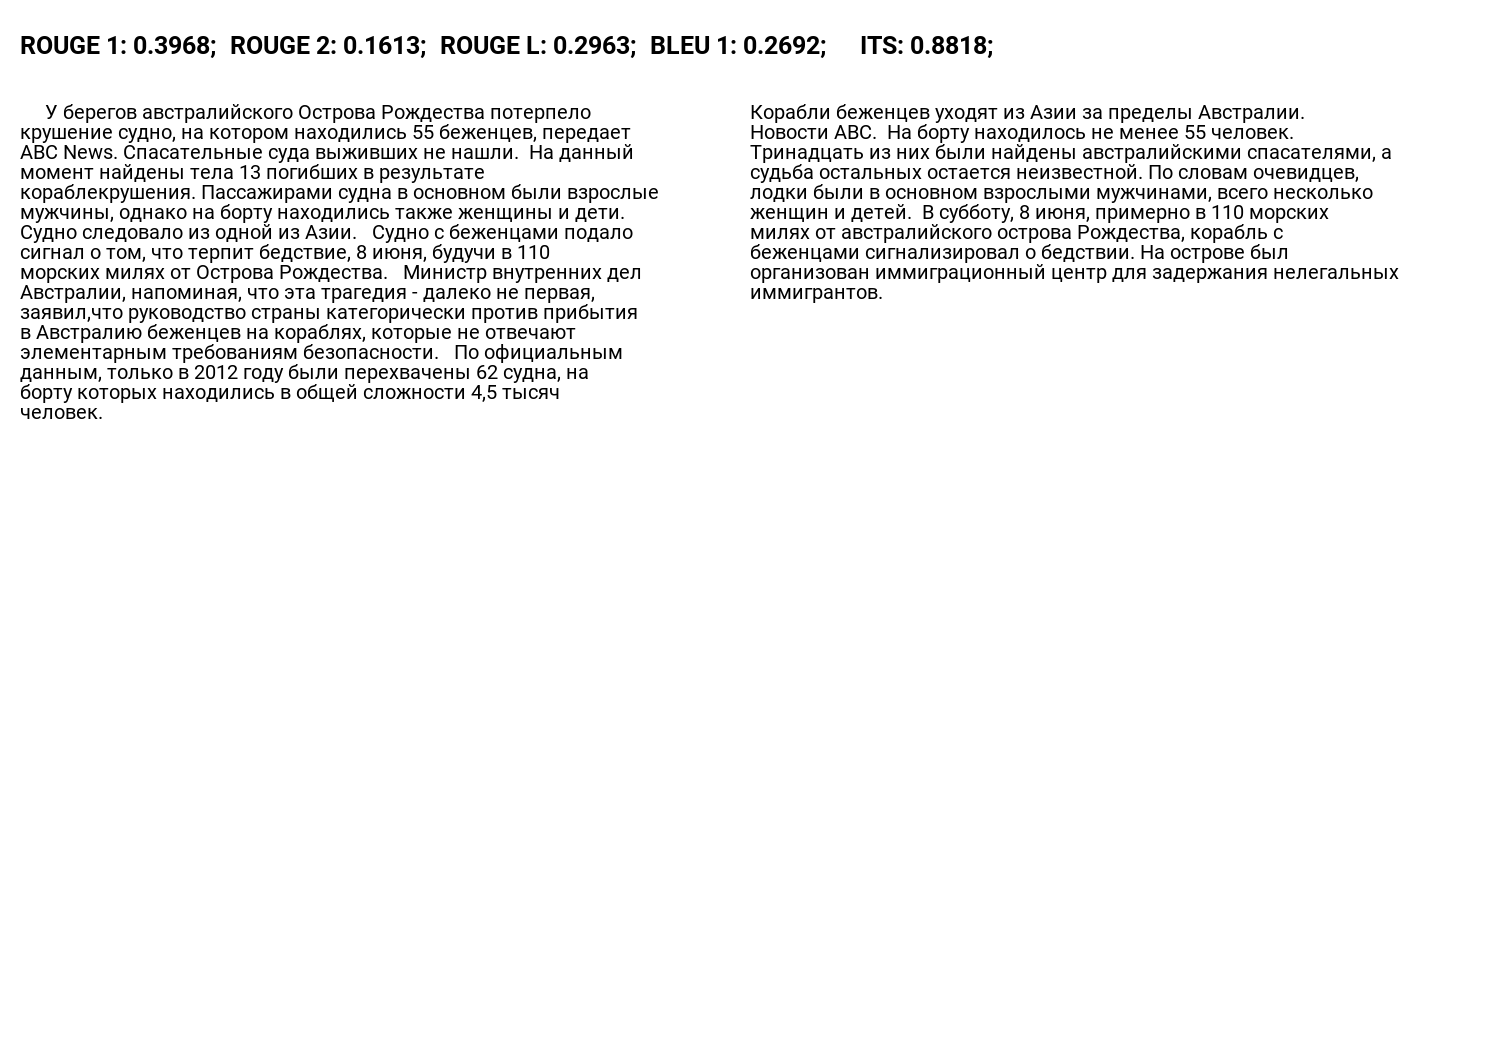 ROUGE 1: 0.3968;  ROUGE 2: 0.1613;  ROUGE L: 0.2963;  BLEU 1: 0.2692;     ITS: 0.8818;
У берегов австралийского Острова Рождества потерпело
крушение судно, на котором находились 55 беженцев, передает
ABC News. Спасательные суда выживших не нашли.  На данный
момент найдены тела 13 погибших в результате
кораблекрушения. Пассажирами судна в основном были взрослые
мужчины, однако на борту находились также женщины и дети.
Судно следовало из одной из Азии.   Судно с беженцами подало
сигнал о том, что терпит бедствие, 8 июня, будучи в 110
морских милях от Острова Рождества.   Министр внутренних дел
Австралии, напоминая, что эта трагедия - далеко не первая,
заявил,что руководство страны категорически против прибытия
в Австралию беженцев на кораблях, которые не отвечают
элементарным требованиям безопасности.   По официальным
данным, только в 2012 году были перехвачены 62 судна, на
борту которых находились в общей сложности 4,5 тысяч
человек.
Корабли беженцев уходят из Азии за пределы Австралии.
Новости ABC.  На борту находилось не менее 55 человек.
Тринадцать из них были найдены австралийскими спасателями, а
судьба остальных остается неизвестной. По словам очевидцев,
лодки были в основном взрослыми мужчинами, всего несколько
женщин и детей.  В субботу, 8 июня, примерно в 110 морских
милях от австралийского острова Рождества, корабль с
беженцами сигнализировал о бедствии. На острове был
организован иммиграционный центр для задержания нелегальных
иммигрантов.